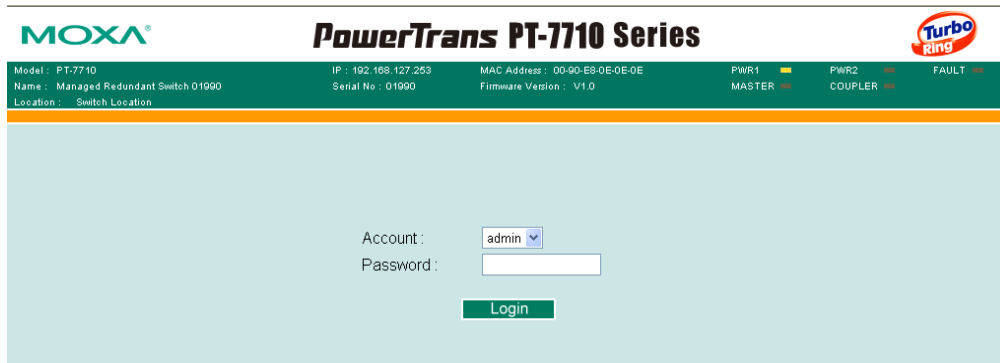 MOXA®
PowerTrans PT-7710 Series
Turbo Ring
Model : PT-7710
IP : 192.168.127.253
MAC Address : 00-90-E8-0E-0E-0E
PWR1
PWR2
FAULT
Name : Managed Redundant Switch 01990
Serial No : 01990
Firmware Version : V1.0
MASTER
COUPLER
Location : Switch Location
Account :
admin
Password :
Login